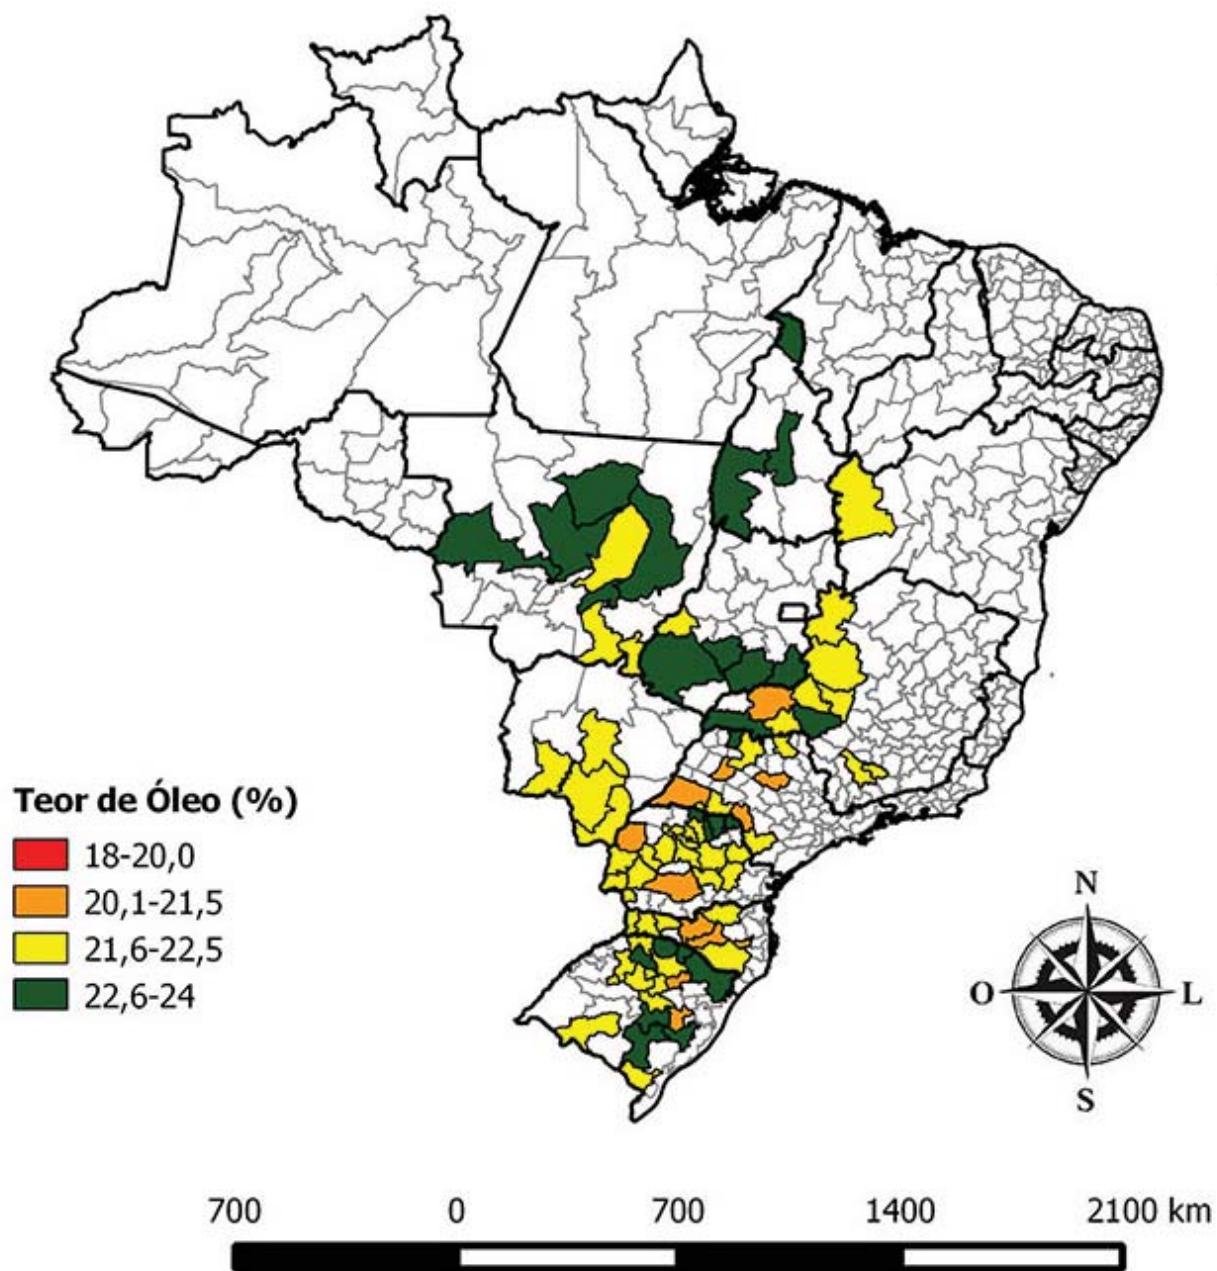 Teor de Óleo (%)
18-20,0
20,1-21,5
21,6-22,5
22,6-24
N
O
L
S
700 0 700 1400 2100 km